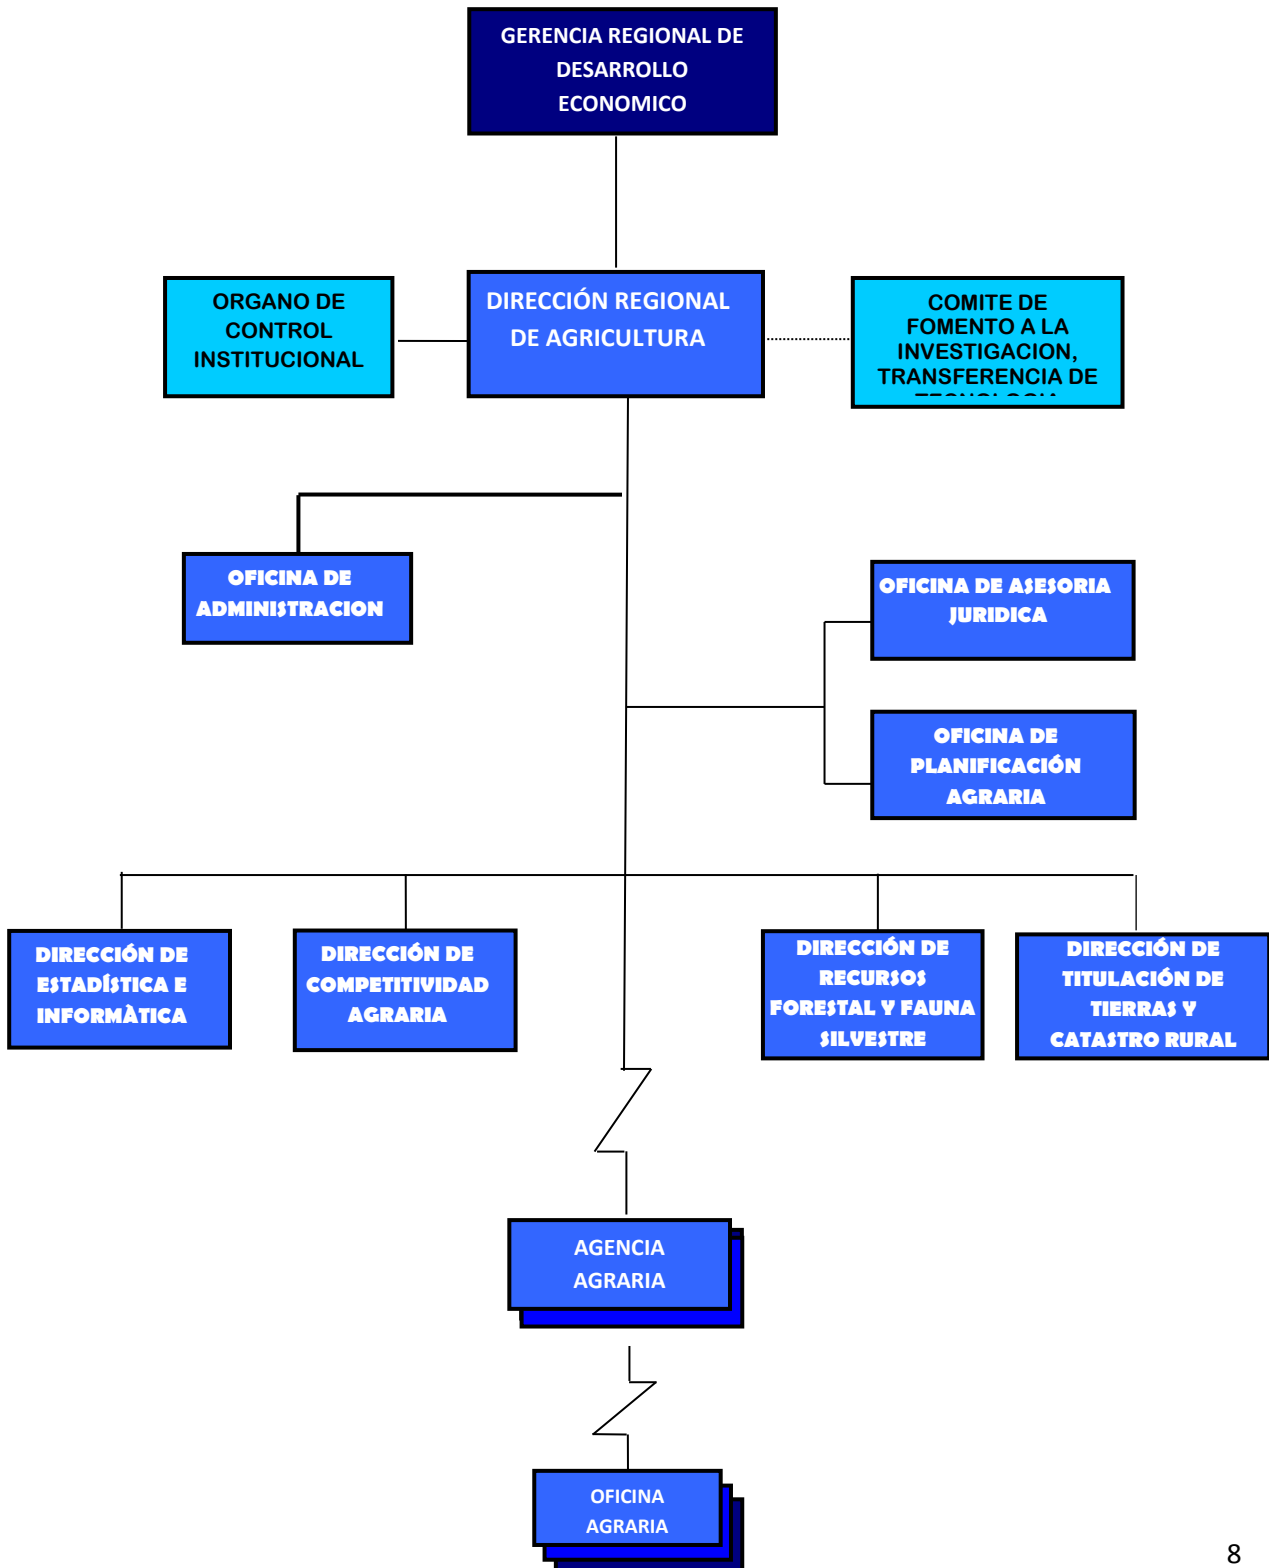 GERENCIA REGIONAL DE
DESARROLLO
ECONOMICO
ORGANO DE
CONTROL
INSTITUCIONAL
DIRECCIÓN REGIONAL
DE AGRICULTURA
COMITE DE
FOMENTO A LA
INVESTIGACION,
TRANSFERENCIA DE
TECNOLOGIA
OFICINA DE
ADMINISTRACION
OFICINA DE ASESORIA
JURIDICA
OFICINA DE
PLANIFICACIÓN
AGRARIA
DIRECCIÓN DE
ESTADÍSTICA E
INFORMÀTICA
DIRECCIÓN DE
COMPETITIVIDAD
AGRARIA
DIRECCIÓN DE
RECURSOS
FORESTAL Y FAUNA
SILVESTRE
DIRECCIÓN DE
TITULACIÓN DE
TIERRAS Y
CATASTRO RURAL
AGENCIA
AGRARIA
OFICINA
AGRARIA
8